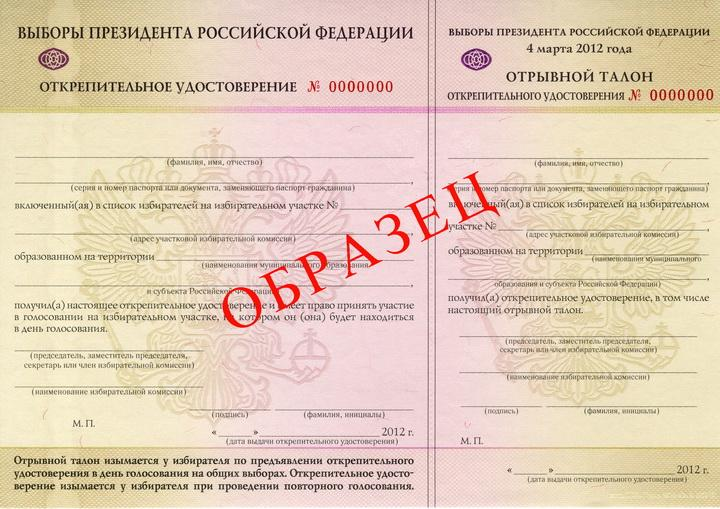 ВЫБОРЫ ПРЕЗИДЕНТА РОССИЙСКОЙ ФЕДЕРАЦИИ
ОТКРЕПИТЕЛЬНОЕ УДОСТОВЕРЕНИЕ № 0000000
(фамилия, имя, отчество)
(серия и номер паспорта или документа, заменяющего паспорт гражданина)
включенный(ая) в список избирателей на избирательном участке №
(адрес участковой избирательной комиссии)
образованном на территории
(наименования муниципального образования
и субъекта Российской Федерации)
получил(а) настоящее открепительное удостоверение и имеет право принять участие
в голосовании на избирательном участке, на котором он (она) будет находиться
в день голосования.
(председатель, заместитель председателя,
секретарь или член избирательной комиссии)
(наименование избирательной комиссии)
(подпись) (фамилия, инициалы)
М. П.
« » 2012 г.
(дата выдачи открепительного удостоверения)
Отрывной талон изымается у избирателя по предъявлении открепительного
удостоверения в день голосования на общих выборах. Открепительное удосто-
верение изымается у избирателя при проведении повторного голосования.
ВЫБОРЫ ПРЕЗИДЕНТА РОССИЙСКОЙ ФЕДЕРАЦИИ
4 марта 2012 года
ОТРЫВНОЙ ТАЛОН
ОТКРЕПИТЕЛЬНОГО УДОСТОВЕРЕНИЯ № 0000000
(фамилия, имя, отчество)
(серия и номер паспорта или документа, заменяющего паспорт гражданина)
включенный(ая) в список избирателей на избирательном
участке №
(адрес участковой избирательной комиссии)
образованном на территории
(наименования муниципального
образования и субъекта Российской Федерации)
получил(а) открепительное удостоверение, в том числе
настоящий отрывной талон.
(председатель, заместитель председателя,
секретарь или член избирательной комиссии)
(наименование избирательной комиссии)
(подпись) (фамилия, инициалы)
М. П.
« » 2012 г.
(дата выдачи открепительного удостоверения)
ОБРАЗЕЦ